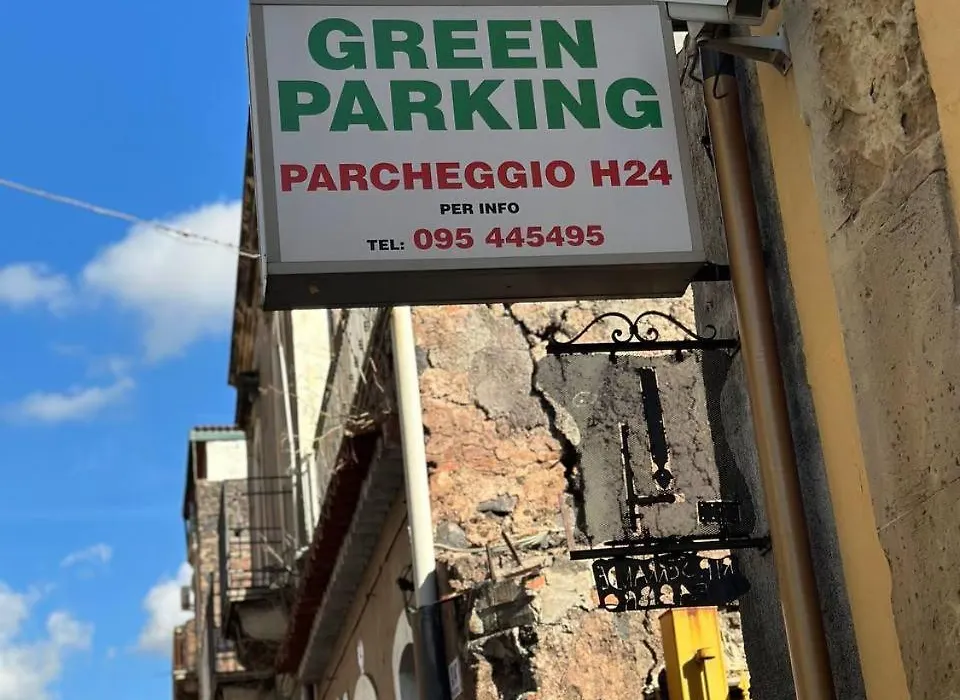 GREEN
PARKING
PARCHEGGIO H24
PER INFO
TEL: 095 445495